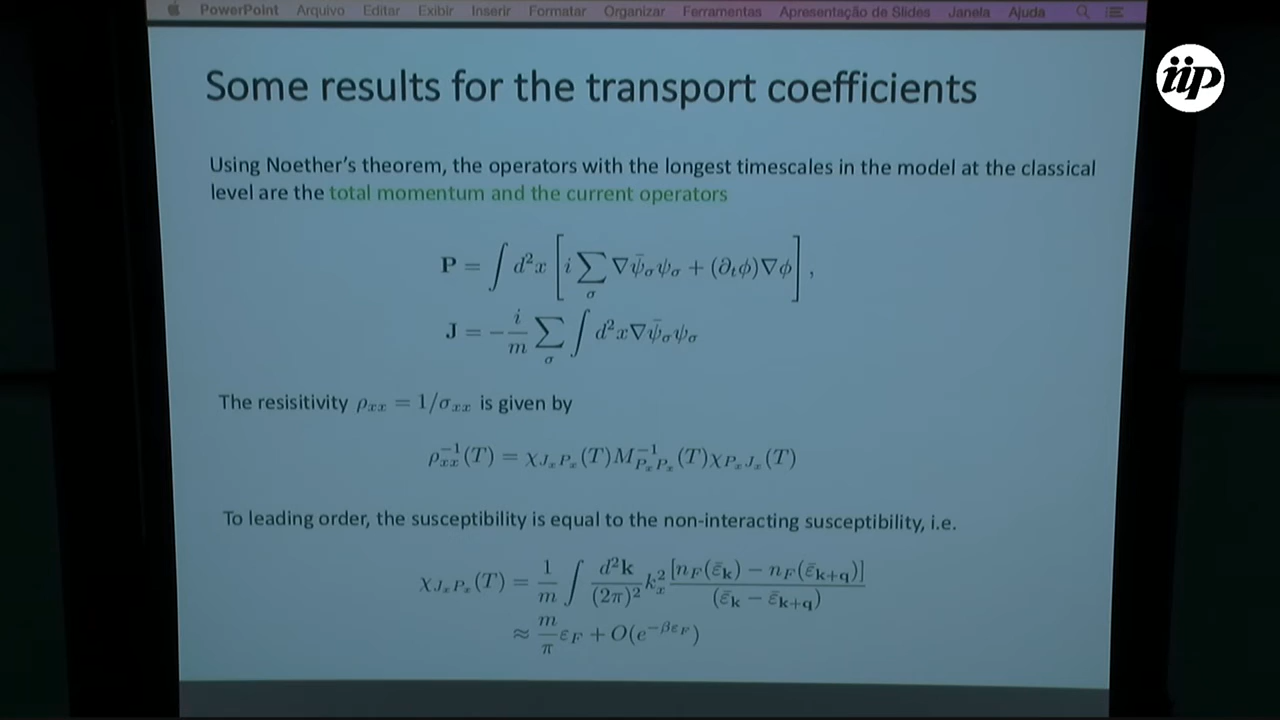 PowerPoint Arquivo Editar Exibir Inserir Formatar Organizar Ferramentas Apresentação de Slides Janela Ajuda
iip
Some results for the transport coefficients
Using Noether's theorem, the operators with the longest timescales in the model at the classical
level are the total momentum and the current operators
P = ∫ d²x [ i ∑_σ ∇ψ̄_σ ψ_σ + (∂_t ϕ)∇ϕ ] ,
J = −i/m ∑_σ ∫ d²x ∇ψ̄_σ ψ_σ
The resisitivity ρ_xx = 1/σ_xx is given by
ρ_xx^−1(T) = χ_{J_x P_x}(T) M^−1_{P_x P_x}(T) χ_{P_x J_x}(T)
To leading order, the susceptibility is equal to the non-interacting susceptibility, i.e.
χ_{J_x P_x}(T) = 1/m ∫ d²k/(2π)² k_x² [n_F(ε̄_k) − n_F(ε̄_{k+q})]/(ε̄_k − ε̄_{k+q})
≈ m/π ε_F + O(e^{−βε_F})